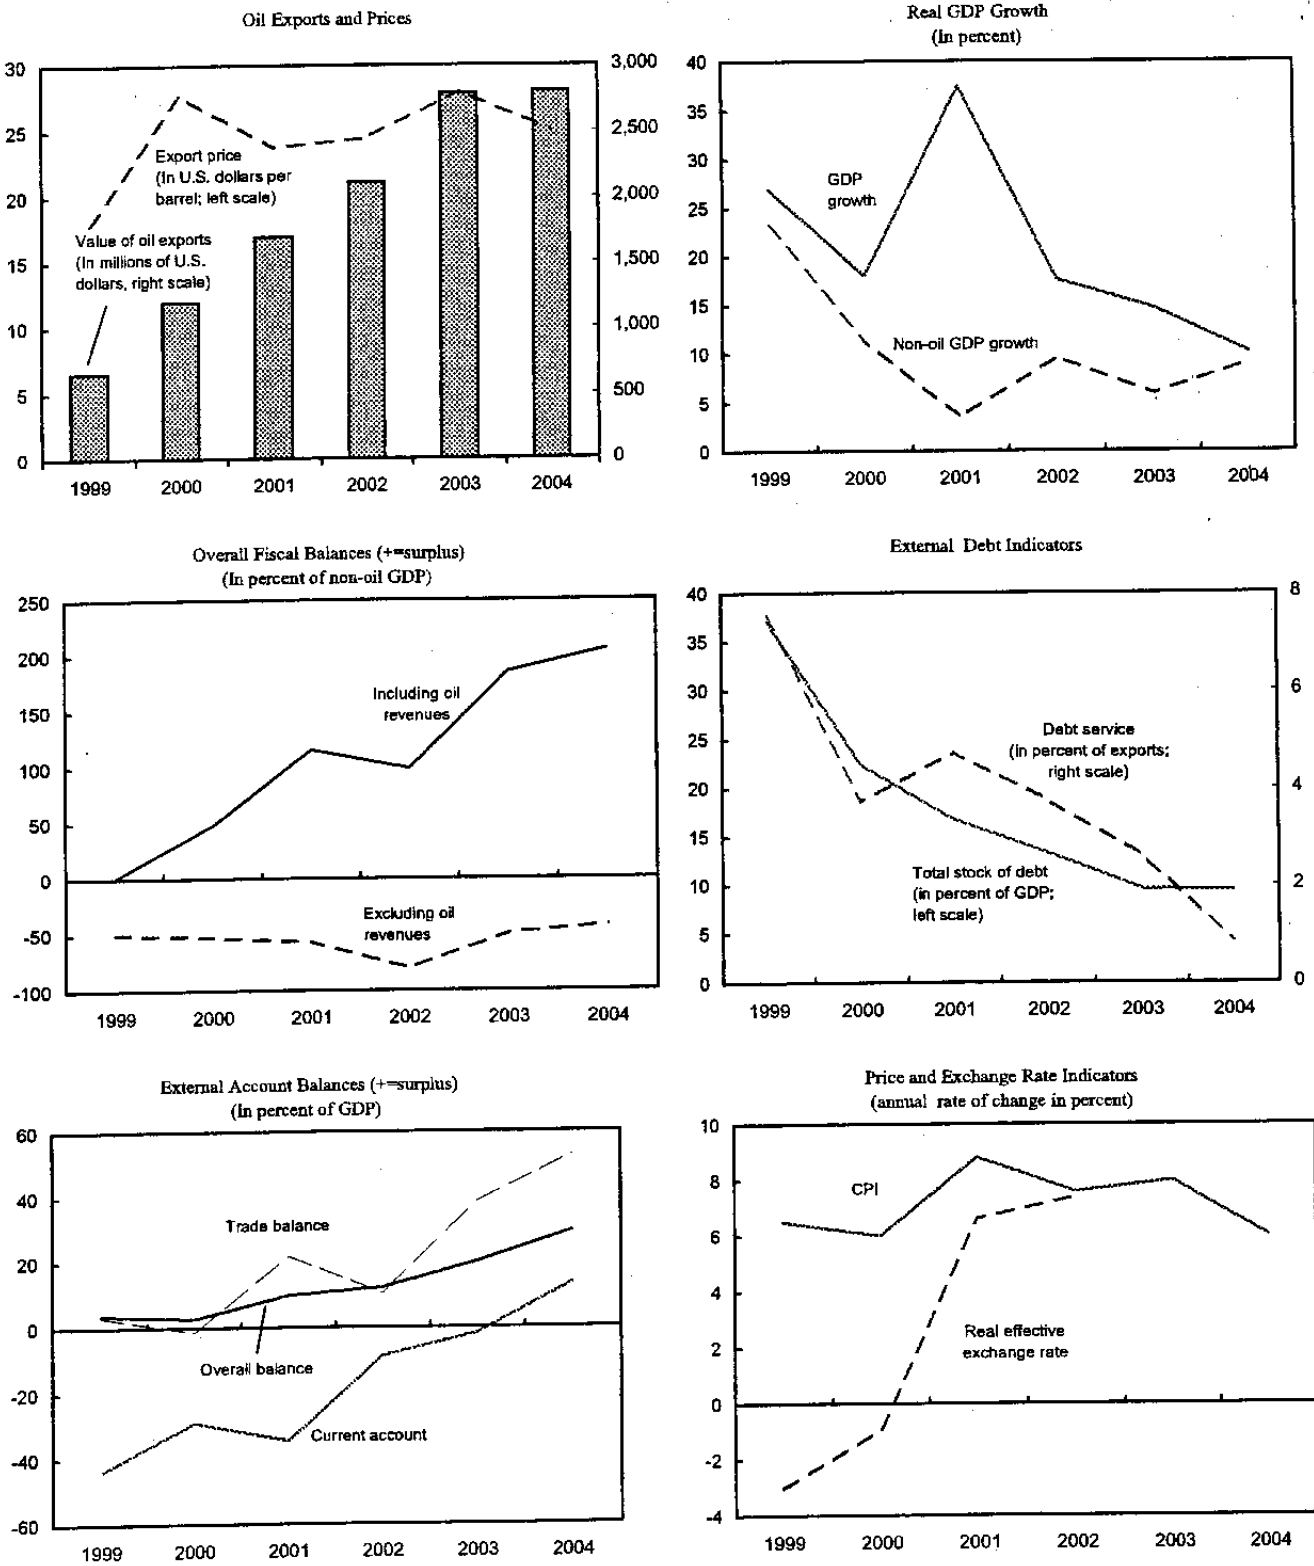 Oil Exports and Prices
30
25
20
15
10
5
0
3,000
2,500
2,000
1,500
1,000
500
0
Export price
(In U.S. dollars per
barrel; left scale)
Value of oil exports
(In millions of U.S.
dollars, right scale)
1999 2000 2001 2002 2003 2004
Real GDP Growth
(In percent)
40
35
30
25
20
15
10
5
0
GDP
growth
Non-oil GDP growth
1999 2000 2001 2002 2003 2004
Overall Fiscal Balances (+=surplus)
(In percent of non-oil GDP)
250
200
150
100
50
0
-50
-100
Including oil
revenues
Excluding oil
revenues
1999 2000 2001 2002 2003 2004
External Debt Indicators
40
35
30
25
20
15
10
5
0
8
6
4
2
0
Debt service
(in percent of exports;
right scale)
Total stock of debt
(in percent of GDP;
left scale)
1999 2000 2001 2002 2003 2004
External Account Balances (+=surplus)
(In percent of GDP)
60
40
20
0
-20
-40
-60
Trade balance
Overall balance
Current account
1999 2000 2001 2002 2003 2004
Price and Exchange Rate Indicators
(annual rate of change in percent)
10
8
6
4
2
0
-2
-4
CPI
Real effective
exchange rate
1999 2000 2001 2002 2003 2004